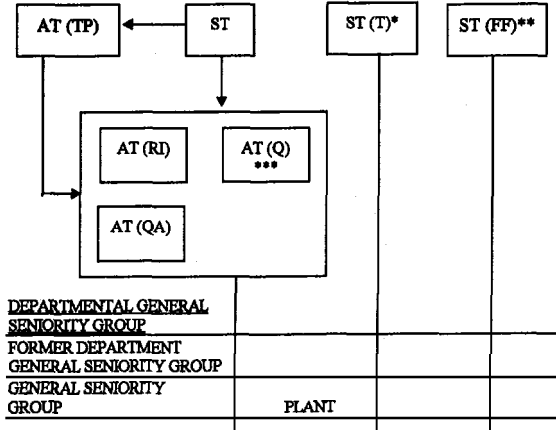 AT (TP)
ST
ST (T)*
ST (FF)**
AT (RI)
AT (Q)
***
AT (QA)
DEPARTMENTAL GENERAL
SENIORITY GROUP
FORMER DEPARTMENT
GENERAL SENIORITY GROUP
GENERAL SENIORITY
GROUP PLANT